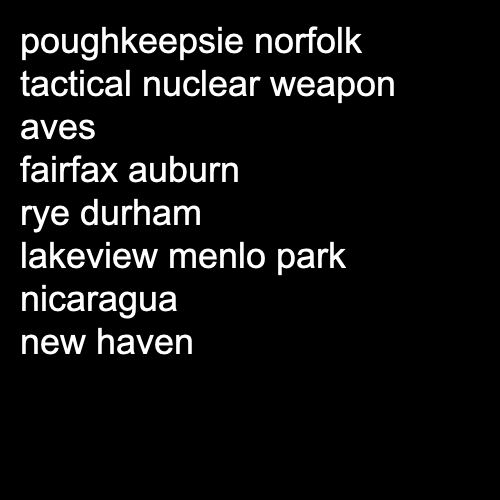 poughkeepsie norfolk
tactical nuclear weapon
aves
fairfax auburn
rye durham
lakeview menlo park
nicaragua
new haven